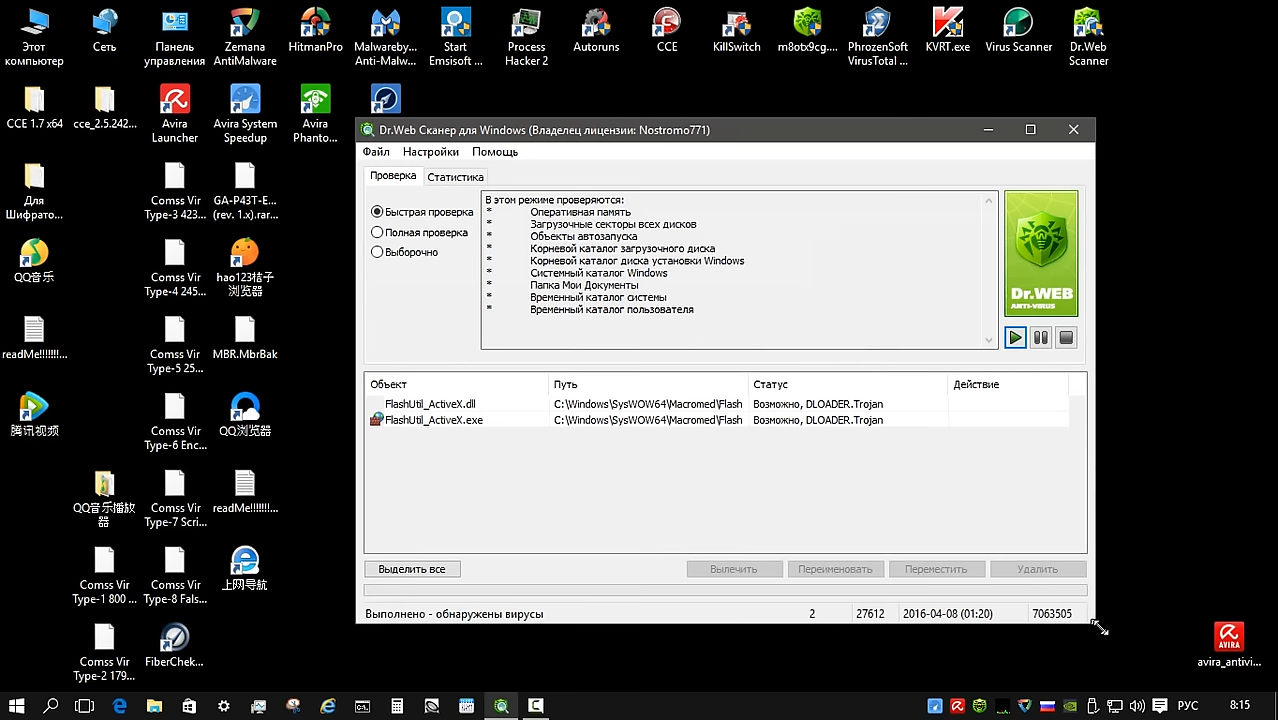 Этот
компьютер
Сеть
Панель
управления
Zemana
AntiMalware
HitmanPro
Malwareby...
Anti-Malw...
Start
Emsisoft ...
Process
Hacker 2
Autoruns
CCE
KillSwitch
m8otx9cg....
PhrozenSoft
VirusTotal ...
KVRT.exe
Virus Scanner
Dr.Web
Scanner
CCE 1.7 x64
cce_2.5.242...
Avira
Launcher
Avira System
Speedup
Avira
Phanto...
Для
Шифрато...
Comss Vir
Type-3 423...
GA-P43T-E...
(rev. 1.x).rar...
QQ音乐
Comss Vir
Type-4 245...
hao123桔子
浏览器
readMe!!!!!!!...
Comss Vir
Type-5 25...
MBR.MbrBak
腾讯视频
Comss Vir
Type-6 Enc...
QQ浏览器
QQ音乐播放
器
Comss Vir
Type-7 Scri...
readMe!!!!!!!...
Comss Vir
Type-1 800 ...
Comss Vir
Type-8 Fals...
上网导航
Comss Vir
Type-2 179...
FiberChek...
Dr.Web Сканер для Windows (Владелец лицензии: Nostromo771)
Файл Настройки Помощь
Проверка Статистика
Быстрая проверка
Полная проверка
Выборочно
В этом режиме проверяются:
* Оперативная память
* Загрузочные секторы всех дисков
* Объекты автозапуска
* Корневой каталог загрузочного диска
* Корневой каталог диска установки Windows
* Системный каталог Windows
* Папка Мои Документы
* Временный каталог системы
* Временный каталог пользователя
Dr.WEB
ANTI-VIRUS
Объект Путь Статус Действие
FlashUtil_ActiveX.dll C:\Windows\SysWOW64\Macromed\Flash Возможно, DLOADER.Trojan
FlashUtil_ActiveX.exe C:\Windows\SysWOW64\Macromed\Flash Возможно, DLOADER.Trojan
Выделить все Вылечить Переименовать Переместить Удалить
Выполнено - обнаружены вирусы 2 27612 2016-04-08 (01:20) 7063505
AVIRA
avira_antivi...
РУС 8:15